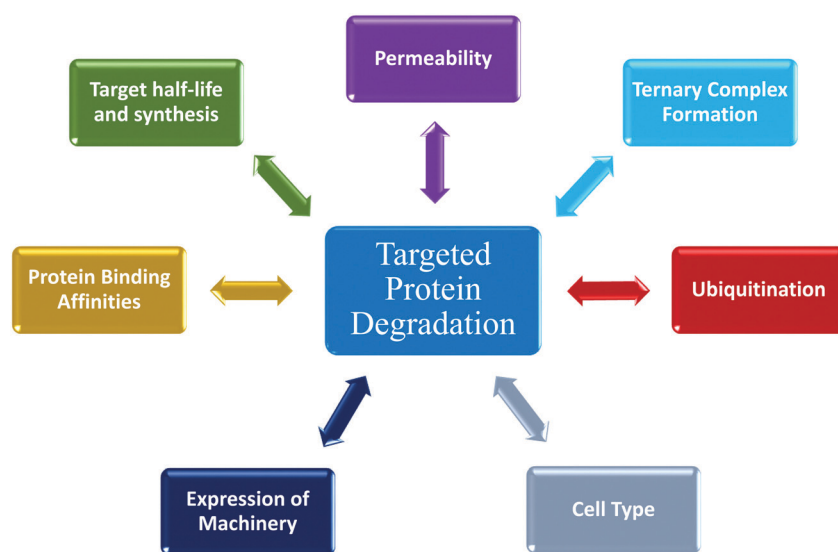 Permeability
Target half-life
and synthesis
Ternary Complex
Formation
Targeted
Protein
Degradation
Protein Binding
Affinities
Ubiquitination
Expression of
Machinery
Cell Type